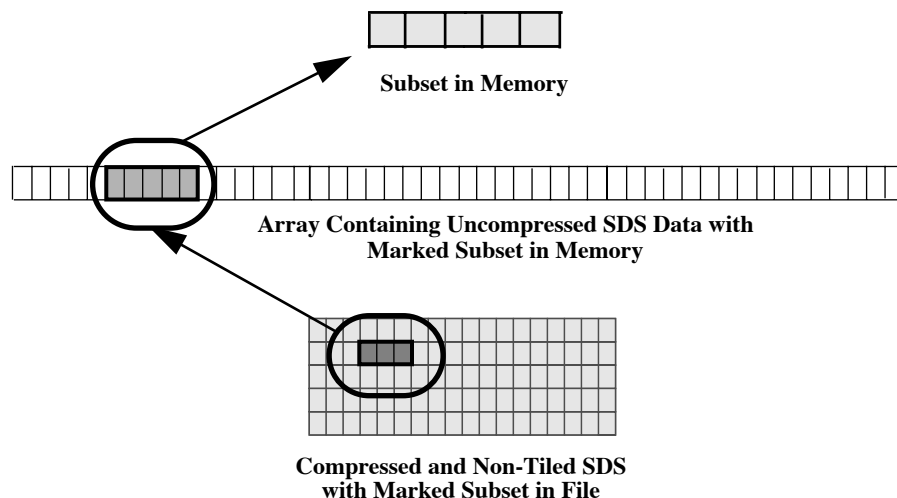 Subset in Memory
Array Containing Uncompressed SDS Data with
Marked Subset in Memory
Compressed and Non-Tiled SDS
with Marked Subset in File